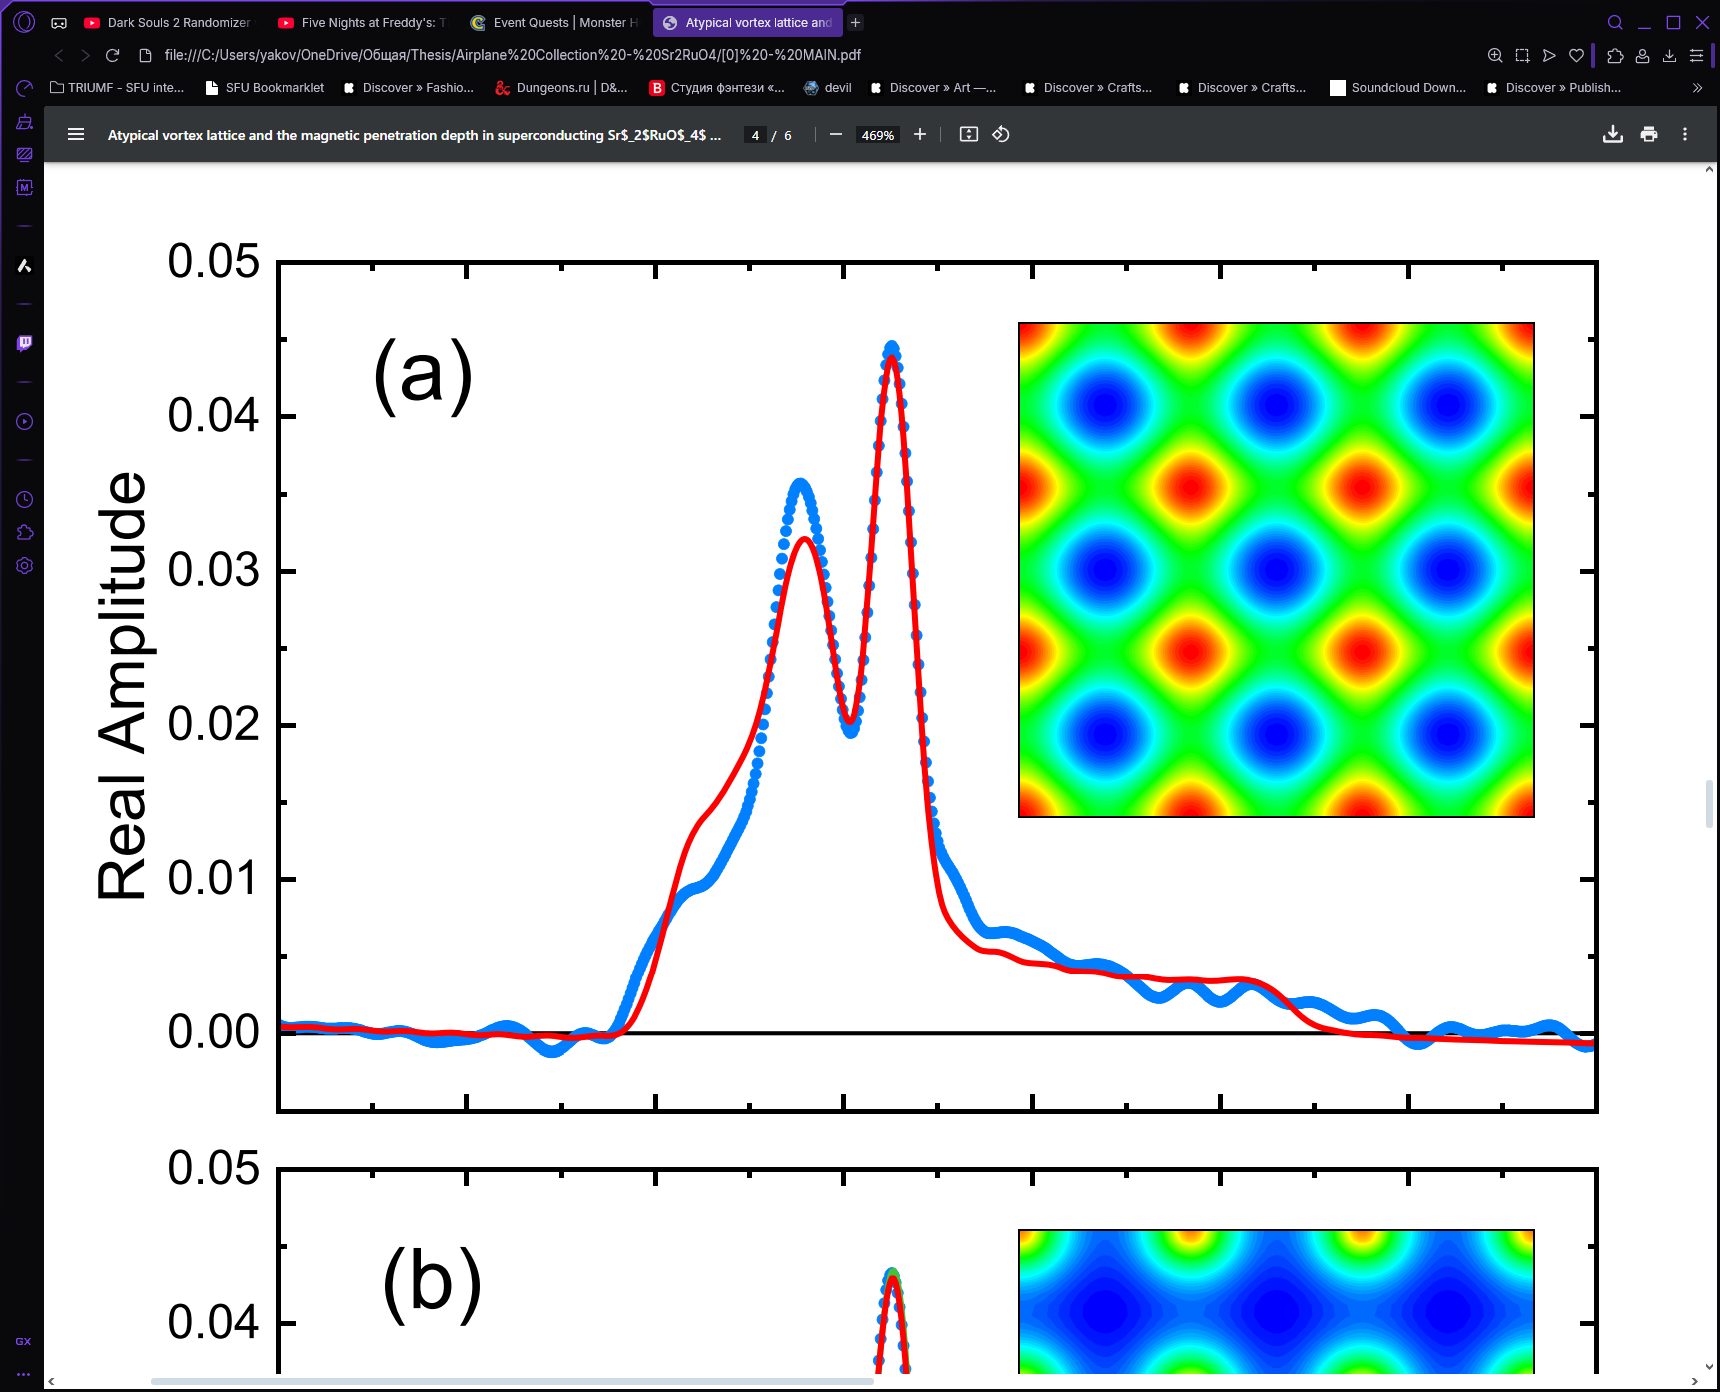 Dark Souls 2 Randomizer
Five Nights at Freddy's: T
Event Quests | Monster H
Atypical vortex lattice and
file:///C:/Users/yakov/OneDrive/Общая/Thesis/Airplane%20Collection%20-%20Sr2RuO4/[0]%20-%20MAIN.pdf
TRIUMF - SFU inte...
SFU Bookmarklet
Discover » Fashio...
Dungeons.ru | D&...
Студия фэнтези «...
devil
Discover » Art —...
Discover » Crafts...
Discover » Crafts...
Soundcloud Down...
Discover » Publish...
Atypical vortex lattice and the magnetic penetration depth in superconducting Sr$_2$RuO$_4$ ...
4 / 6
469%
0.05
(a)
0.04
0.03
Real Amplitude
0.02
0.01
0.00
0.05
(b)
0.04
GX